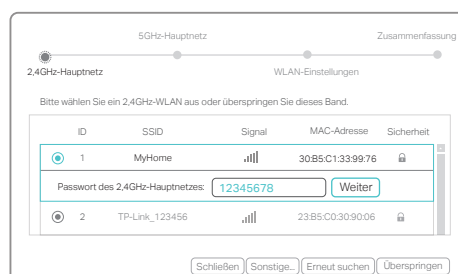 5GHz-Hauptnetz Zusammenfassung
2,4GHz-Hauptnetz WLAN-Einstellungen
Bitte wählen Sie ein 2,4GHz-WLAN aus oder überspringen Sie dieses Band.
ID SSID Signal MAC-Adresse Sicherheit
1 MyHome 30:B5:C1:33:99:76
Passwort des 2,4GHz-Hauptnetzes: 12345678 Weiter
2 TP-Link_123456 23:B5:C0:30:90:06
Schließen Sonstige... Erneut suchen Überspringen